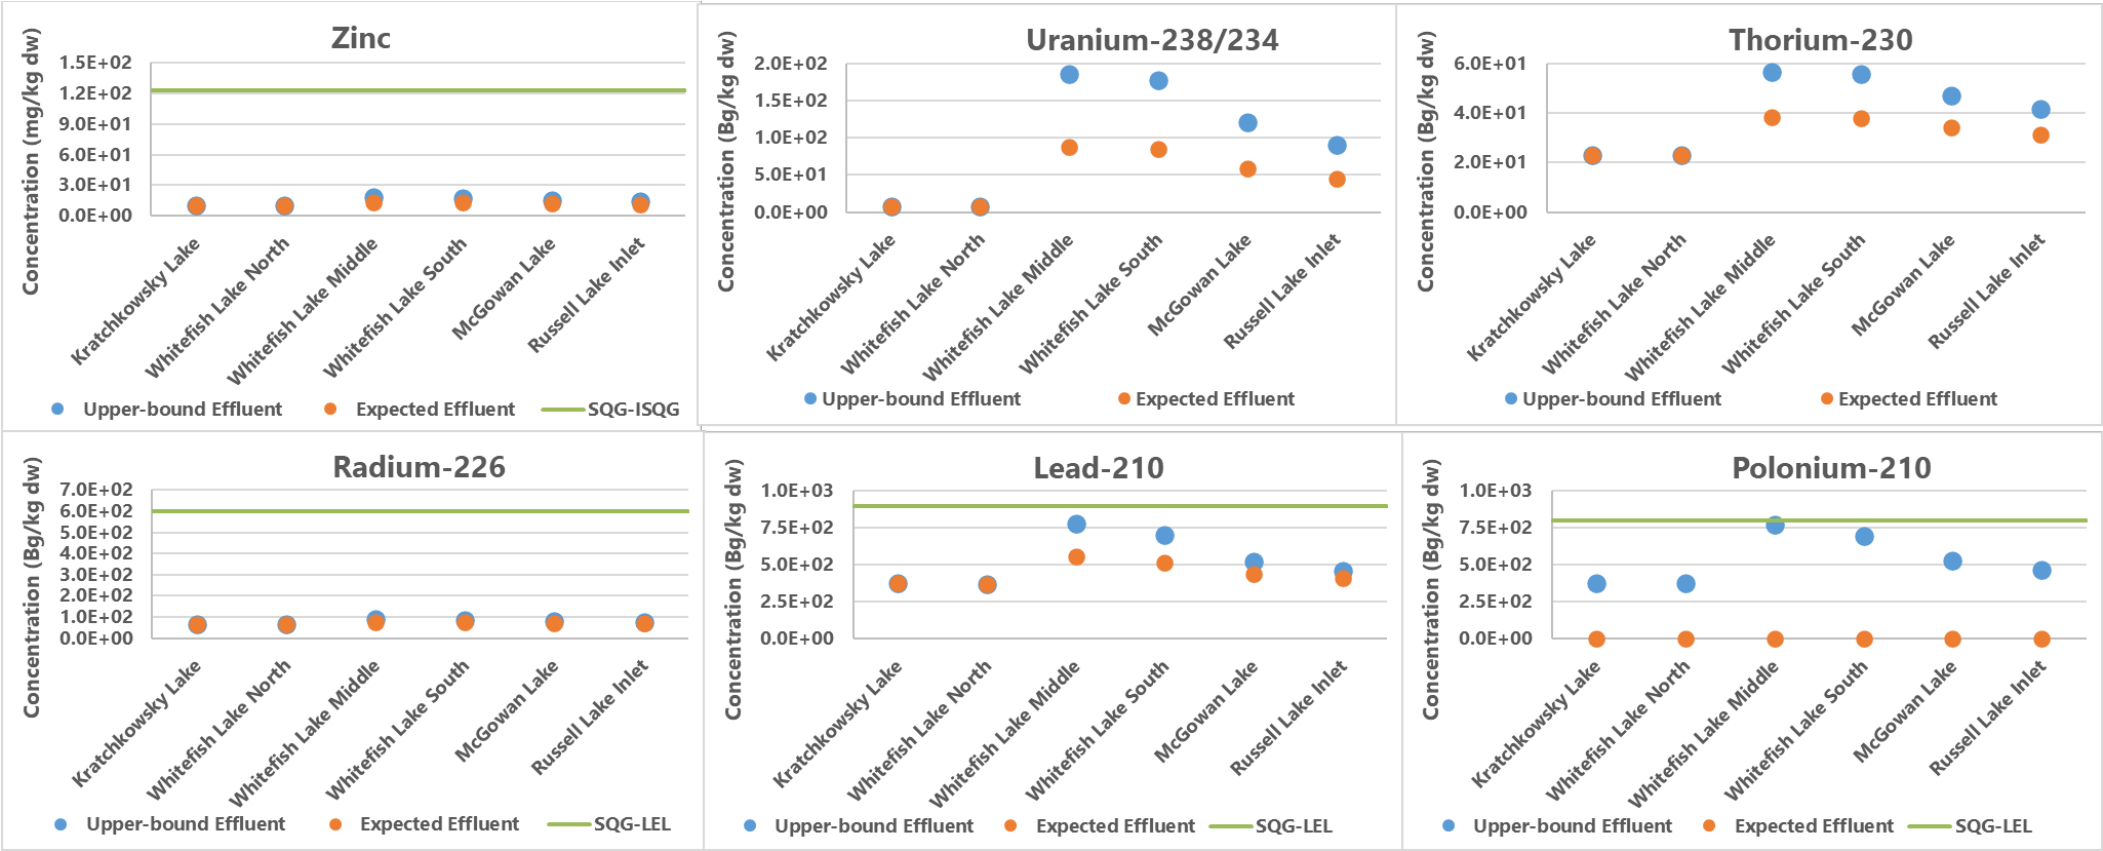 Zinc
Concentration (mg/kg dw)
1.5E+02
1.2E+02
9.0E+01
6.0E+01
3.0E+01
0.0E+00
Kratchkowsky Lake
Whitefish Lake North
Whitefish Lake Middle
Whitefish Lake South
McGowan Lake
Russell Lake Inlet
Upper-bound Effluent
Expected Effluent
SQG-ISQG
Uranium-238/234
Concentration (Bg/kg dw)
2.0E+02
1.5E+02
1.0E+02
5.0E+01
0.0E+00
Kratchkowsky Lake
Whitefish Lake North
Whitefish Lake Middle
Whitefish Lake South
McGowan Lake
Russell Lake Inlet
Upper-bound Effluent
Expected Effluent
Thorium-230
Concentration (Bg/kg dw)
6.0E+01
4.0E+01
2.0E+01
0.0E+00
Kratchkowsky Lake
Whitefish Lake North
Whitefish Lake Middle
Whitefish Lake South
McGowan Lake
Russell Lake Inlet
Upper-bound Effluent
Expected Effluent
Radium-226
Concentration (Bg/kg dw)
7.0E+02
6.0E+02
5.0E+02
4.0E+02
3.0E+02
2.0E+02
1.0E+02
0.0E+00
Kratchkowsky Lake
Whitefish Lake North
Whitefish Lake Middle
Whitefish Lake South
McGowan Lake
Russell Lake Inlet
Upper-bound Effluent
Expected Effluent
SQG-LEL
Lead-210
Concentration (Bg/kg dw)
1.0E+03
7.5E+02
5.0E+02
2.5E+02
0.0E+00
Kratchkowsky Lake
Whitefish Lake North
Whitefish Lake Middle
Whitefish Lake South
McGowan Lake
Russell Lake Inlet
Upper-bound Effluent
Expected Effluent
SQG-LEL
Polonium-210
Concentration (Bg/kg dw)
1.0E+03
7.5E+02
5.0E+02
2.5E+02
0.0E+00
Kratchkowsky Lake
Whitefish Lake North
Whitefish Lake Middle
Whitefish Lake South
McGowan Lake
Russell Lake Inlet
Upper-bound Effluent
Expected Effluent
SQG-LEL